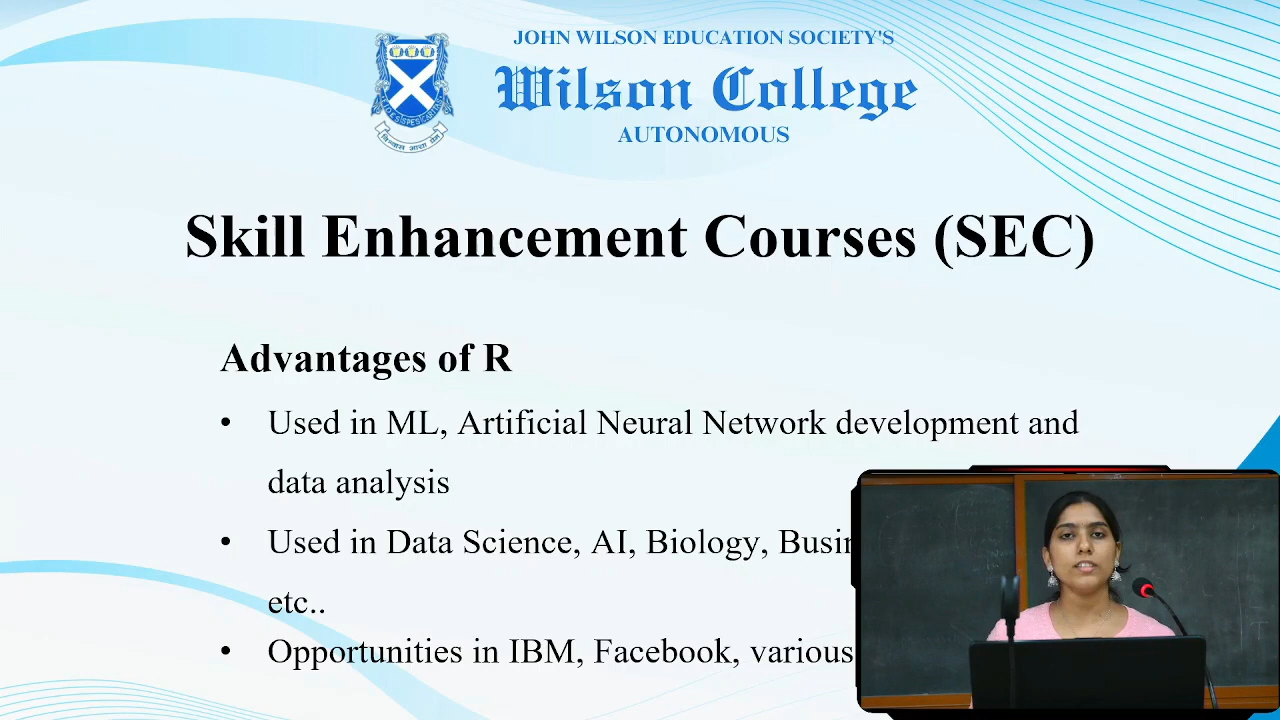 JOHN WILSON EDUCATION SOCIETY'S
Wilson College
AUTONOMOUS
Skill Enhancement Courses (SEC)
Advantages of R
• Used in ML, Artificial Neural Network development and
data analysis
• Used in Data Science, AI, Biology,
etc..
• Opportunities in IBM, Facebook, various